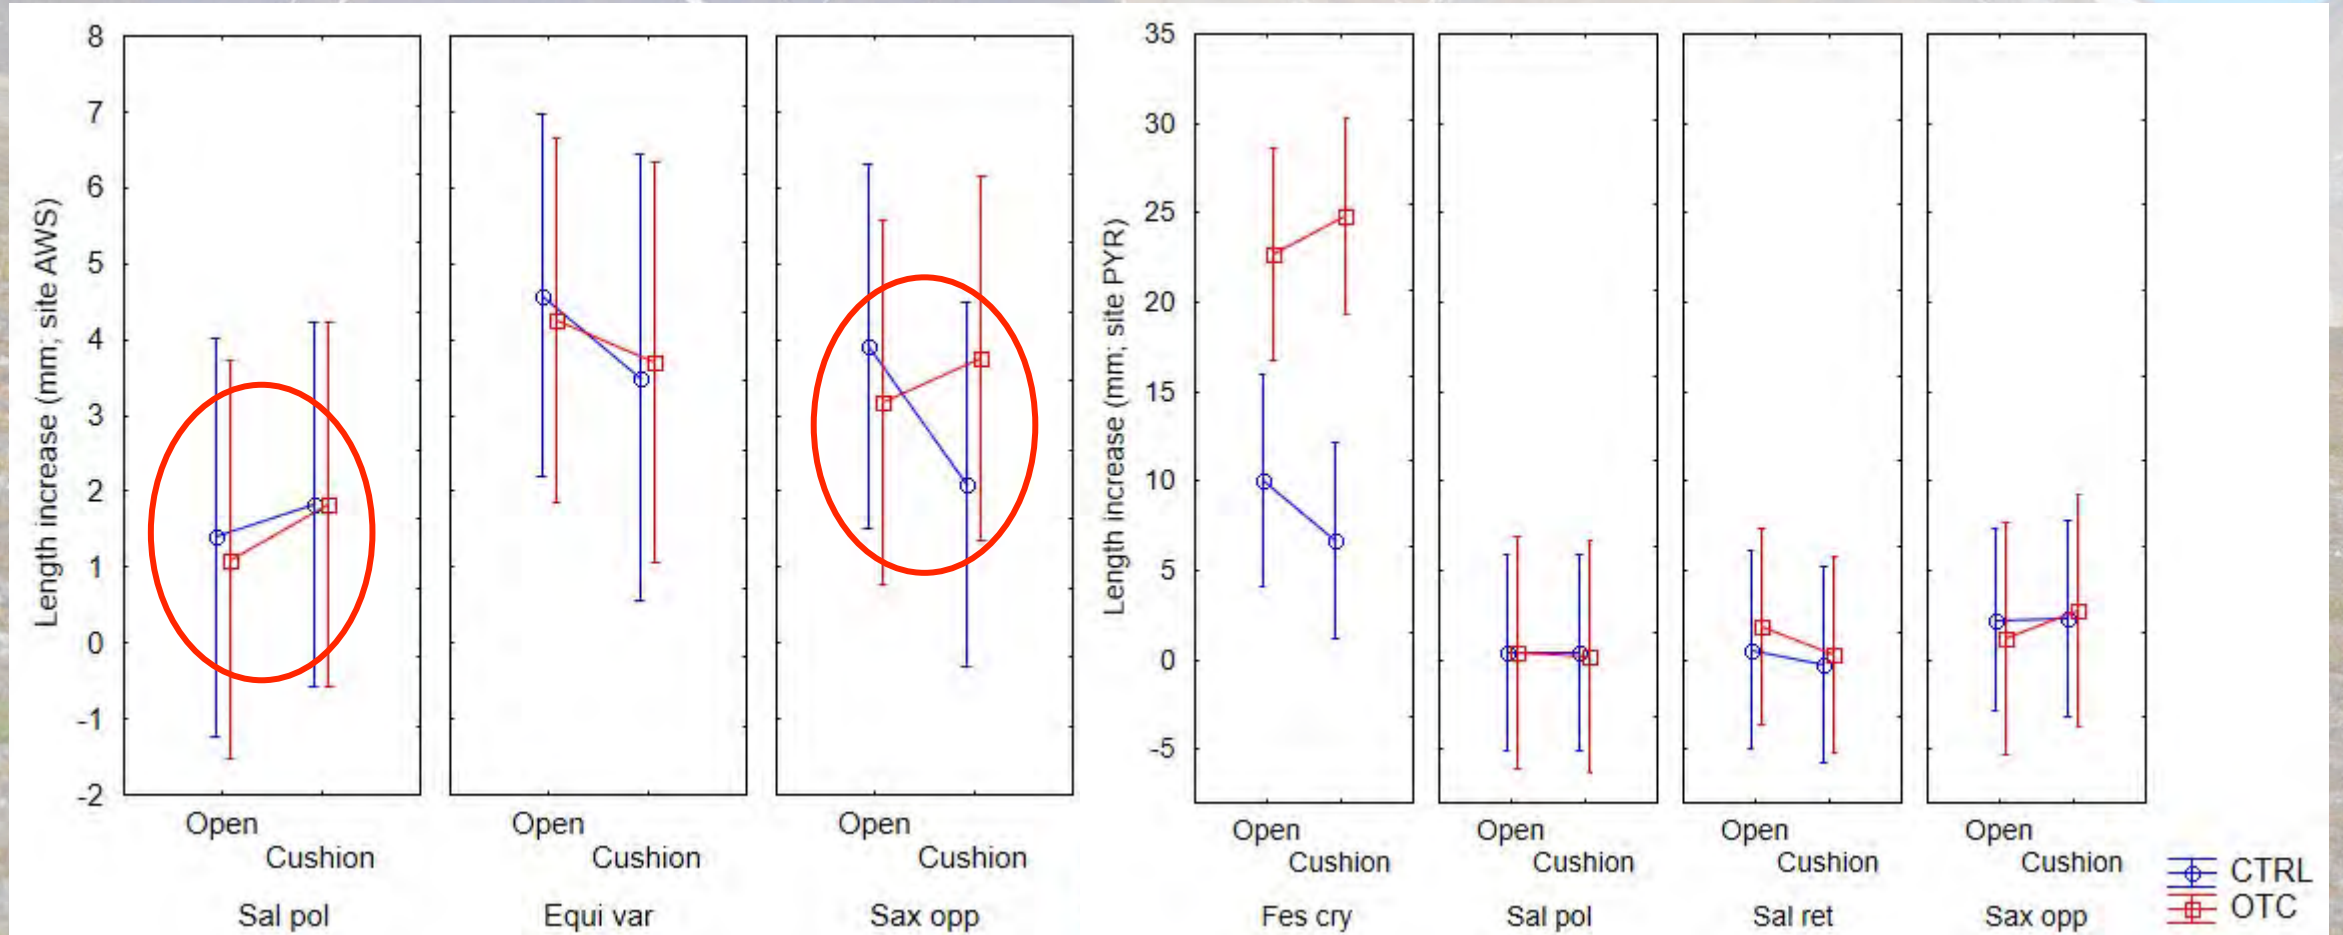 Length increase (mm; site AWS)
8
7
6
5
4
3
2
1
0
-1
-2
Open
Cushion
Sal pol
Open
Cushion
Equi var
Open
Cushion
Sax opp
Length increase (mm; site PYR)
35
30
25
20
15
10
5
0
-5
Open
Cushion
Fes cry
Open
Cushion
Sal pol
Open
Cushion
Sal ret
Open
Cushion
Sax opp
CTRL
OTC